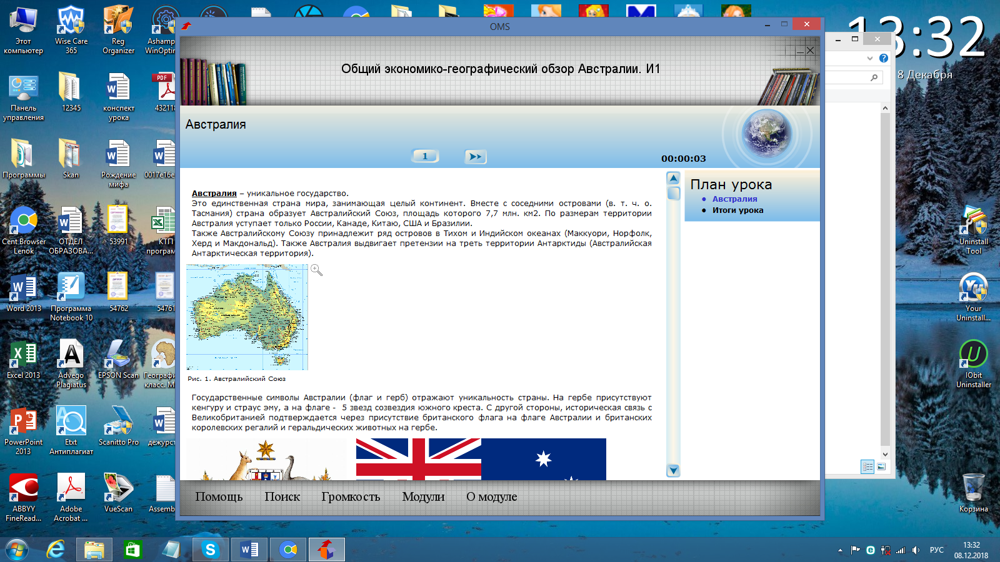 OMS
Общий экономико-географический обзор Австралии. И1
Австралия
1
00:00:03
Австралия – уникальное государство.
Это единственная страна мира, занимающая целый континент. Вместе с соседними островами (в. т. ч. о.
Тасмания) страна образует Австралийский Союз, площадь которого 7,7 млн. км2. По размерам территории
Австралия уступает только России, Канаде, Китаю, США и Бразилии.
Также Австралийскому Союзу принадлежит ряд островов в Тихом и Индийском океанах (Маккуори, Норфолк,
Херд и Макдональд). Также Австралия выдвигает претензии на треть территории Антарктиды (Австралийская
Антарктическая территория).
Рис. 1. Австралийский Союз
Государственные символы Австралии (флаг и герб) отражают уникальность страны. На гербе присутствуют
кенгуру и страус эму, а на флаге - 5 звезд созвездия южного креста. С другой стороны, историческая связь с
Великобританией подтверждается через присутствие британского флага на флаге Австралии и британских
королевских регалий и геральдических животных на гербе.
План урока
Австралия
Итоги урока
Помощь Поиск Громкость Модули О модуле
13:32
8 Декабря
Этот
компьютер
Wise Care
365
Reg
Organizer
Ashamp
WinOptim
Панель
управления
12345
конспект
урока
PDF
432118
Программы
Skan
Рождение
мифа
0017e16e
Cent Browser
Lenok
ОТДЕЛ
ОБРАЗОВА...
53991
КТП
програм
Word 2013
Программа
Notebook 10
54762
54761
Excel 2013
Advego
Plagiatus
EPSON Scan
Географи
класс. М
PowerPoint
2013
Etxt
Антиплагиат
Scanitto Pro
дежурст
ABBYY
FineRead...
Adobe
Acrobat ...
VueScan
Assemb
Uninstall
Tool
Your
Uninstall...
IObit
Uninstaller
Корзина
РУС
13:32
08.12.2018